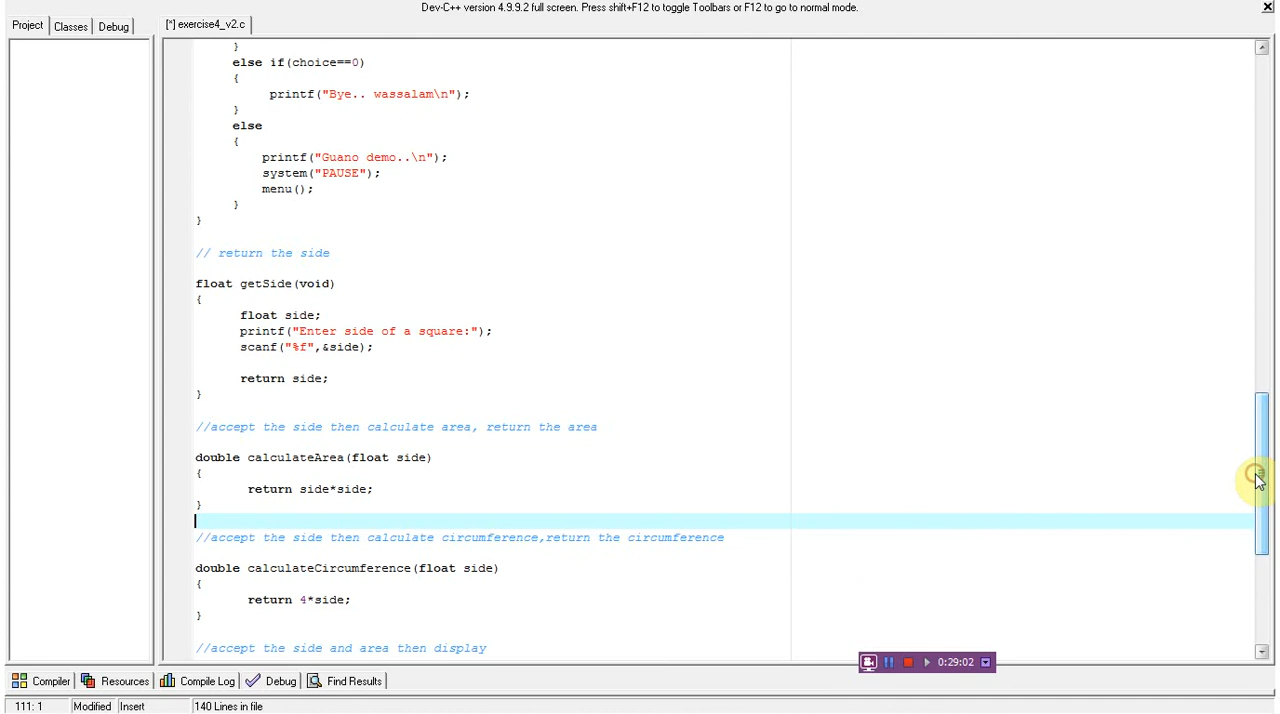 Dev-C++ version 4.9.9.2 full screen. Press shift+F12 to toggle Toolbars or F12 to go to normal mode.
Project Classes Debug [*] exercise4_v2.c
}
else if(choice==0)
{
printf("Bye.. wassalam\n");
}
else
{
printf("Guano demo..\n");
system("PAUSE");
menu();
}
}
// return the side
float getSide(void)
{
float side;
printf("Enter side of a square:");
scanf("%f",&side);
return side;
}
//accept the side then calculate area, return the area
double calculateArea(float side)
{
return side*side;
}
//accept the side then calculate circumference,return the circumference
double calculateCircumference(float side)
{
return 4*side;
}
//accept the side and area then display
0:29:02
Compiler Resources Compile Log Debug Find Results
111: 1 Modified Insert 140 Lines in file